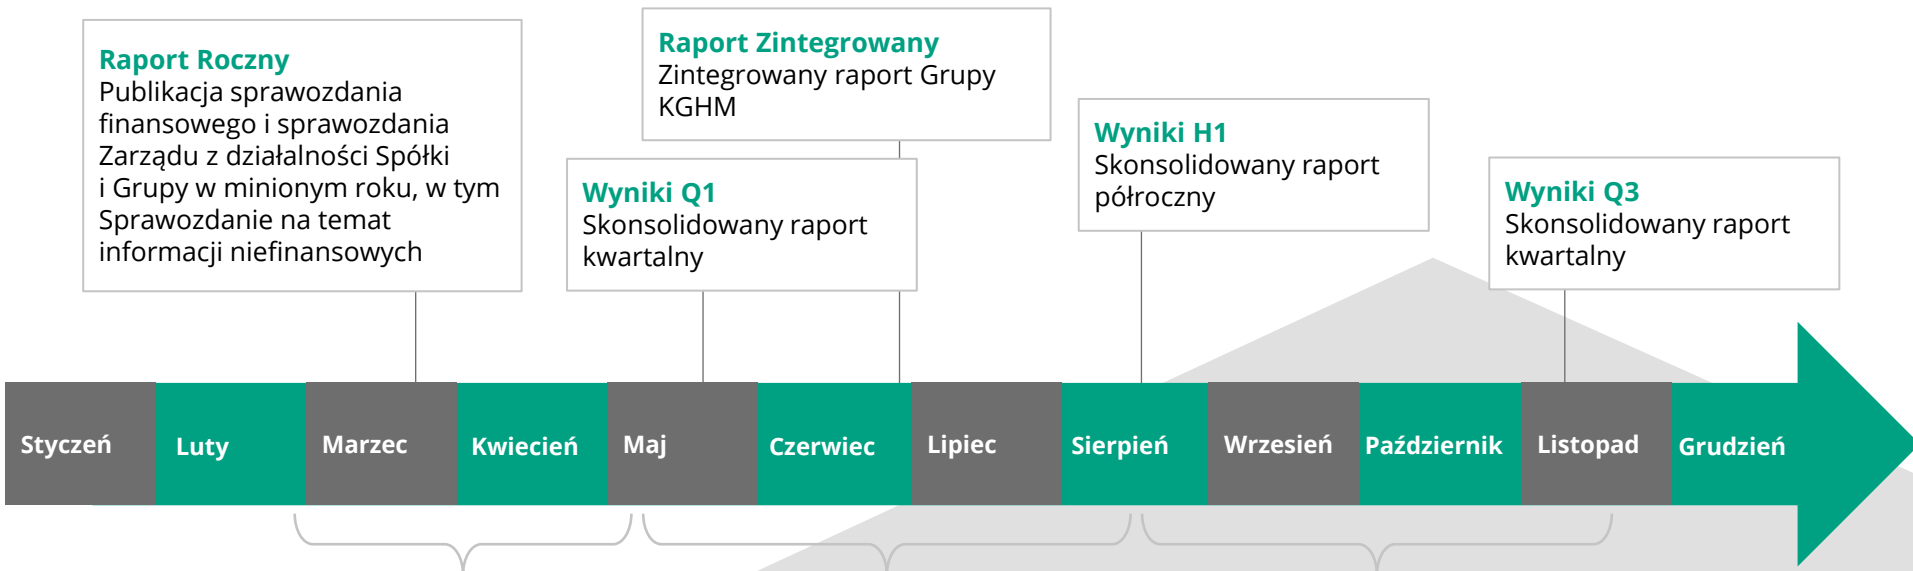 Raport Roczny
Publikacja sprawozdania
finansowego i sprawozdania
Zarządu z działalności Spółki
i Grupy w minionym roku, w tym
Sprawozdanie na temat
informacji niefinansowych
Raport Zintegrowany
Zintegrowany raport Grupy
KGHM
Wyniki Q1
Skonsolidowany raport
kwartalny
Wyniki H1
Skonsolidowany raport
półroczny
Wyniki Q3
Skonsolidowany raport
kwartalny
Styczeń
Luty
Marzec
Kwiecień
Maj
Czerwiec
Lipiec
Sierpień
Wrzesień
Październik
Listopad
Grudzień